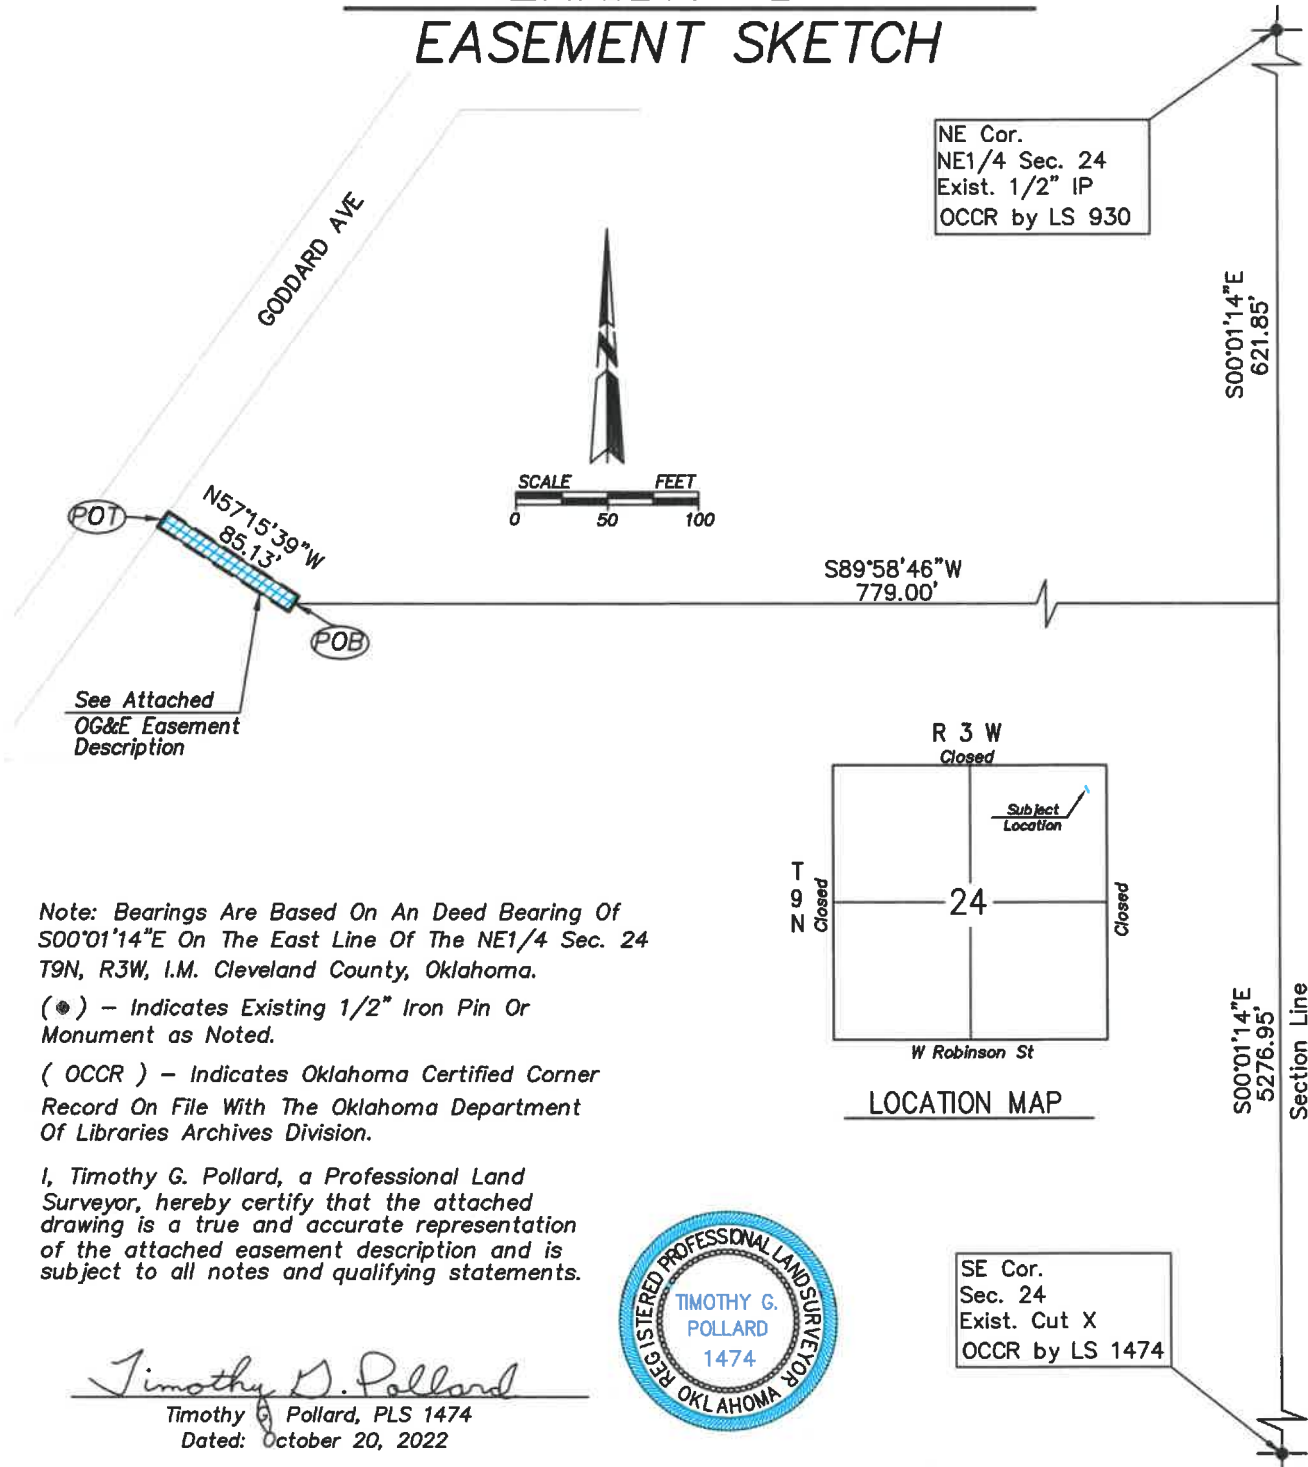 EASEMENT SKETCH
NE Cor.
NE1/4 Sec. 24
Exist. 1/2" IP
OCCR by LS 930
GODDARD AVE
S00°01'14"E
621.85'
N
SCALE FEET
0 50 100
POT
N57°15'39"W
85.13'
S89°58'46"W
779.00'
POB
See Attached
OG&E Easement
Description
R 3 W
Closed
Subject
Location
T
9
N
Closed
24
Closed
W Robinson St
LOCATION MAP
Note: Bearings Are Based On An Deed Bearing Of
S00°01'14"E On The East Line Of The NE1/4 Sec. 24
T9N, R3W, I.M. Cleveland County, Oklahoma.
( ) – Indicates Existing 1/2" Iron Pin Or
Monument as Noted.
( OCCR ) – Indicates Oklahoma Certified Corner
Record On File With The Oklahoma Department
Of Libraries Archives Division.
I, Timothy G. Pollard, a Professional Land
Surveyor, hereby certify that the attached
drawing is a true and accurate representation
of the attached easement description and is
subject to all notes and qualifying statements.
S00°01'14"E
5276.95'
Section Line
REGISTERED PROFESSIONAL LAND SURVEYOR
TIMOTHY G.
POLLARD
1474
OKLAHOMA
SE Cor.
Sec. 24
Exist. Cut X
OCCR by LS 1474
Timothy G. Pollard
Timothy G Pollard, PLS 1474
Dated: October 20, 2022